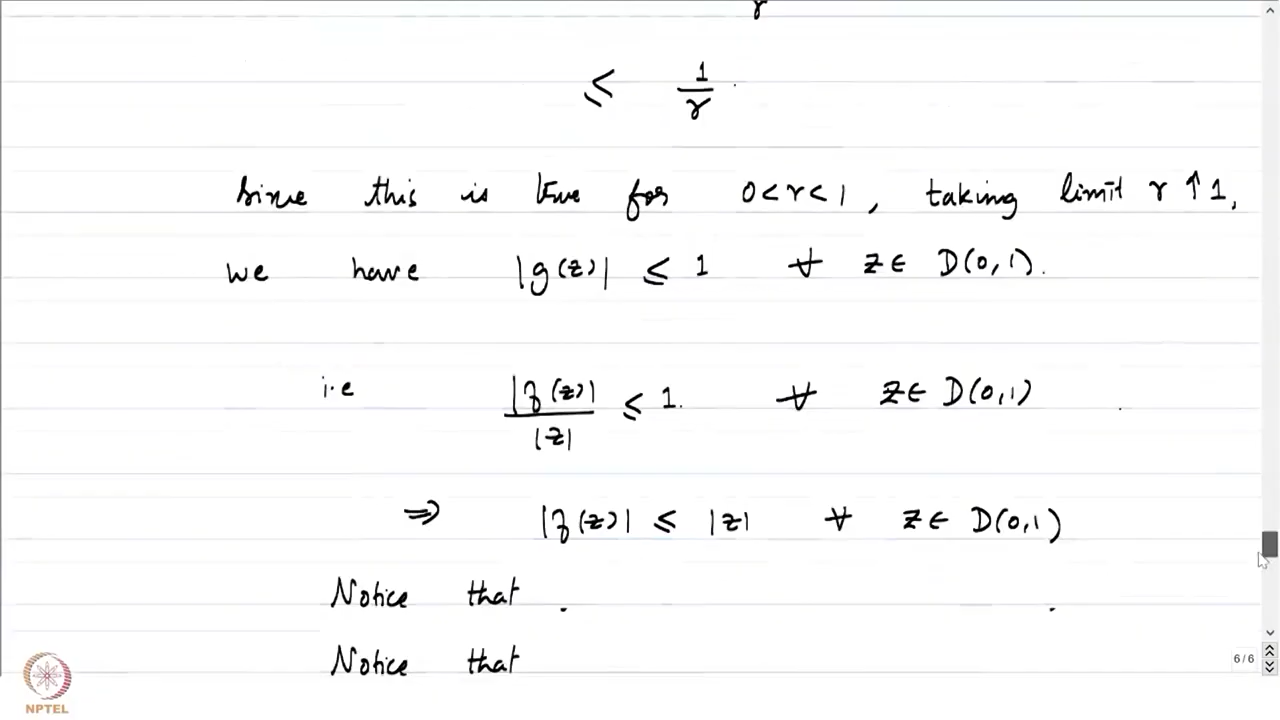 r
≤ 1/r
Since this is true for 0<r<1, taking limit r ↑ 1,
we have |g(z)| ≤ 1 ∀ z ∈ D(0,1).
i.e |f(z)|/|z| ≤ 1. ∀ z ∈ D(0,1)
⇒ |f(z)| ≤ |z| ∀ z ∈ D(0,1)
Notice that
Notice that
6/6
NPTEL